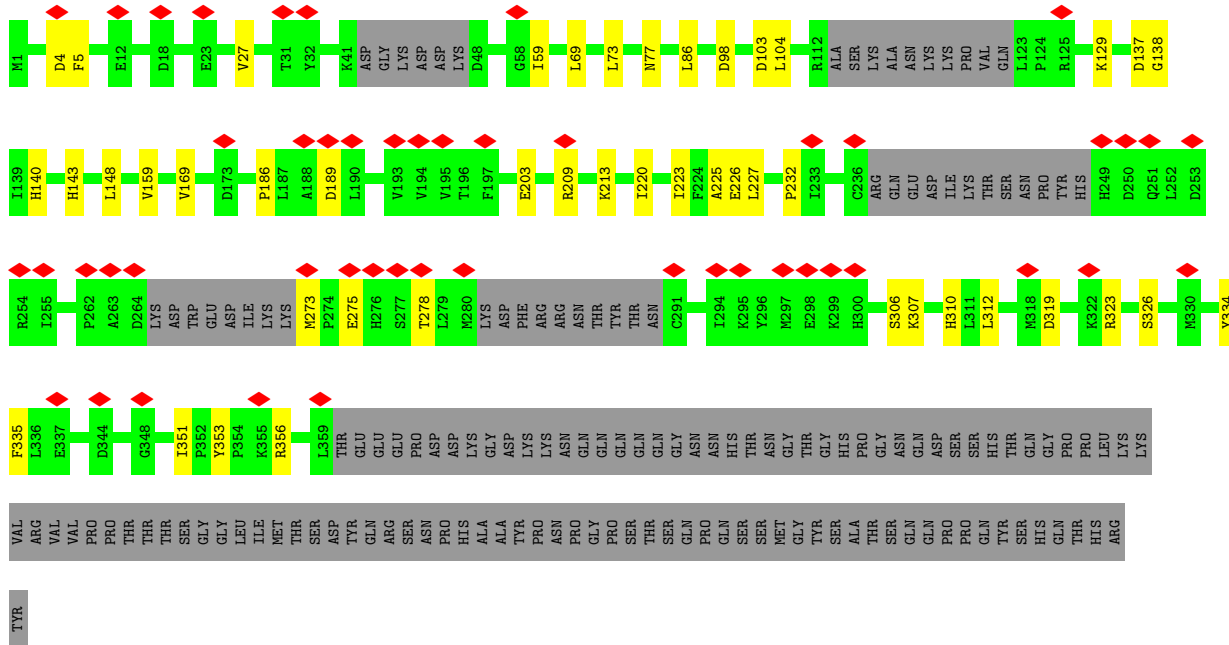 M1 D4 F5 E12 D18 E23 V27 T31 Y32 K41 ASP GLY LYS ASP ASP LYS D48 G58 I59 L69 L73 N77 L86 D98 D103 L104 R112 ALA SER LYS ALA ASN LYS LYS PRO VAL GLN L123 P124 R125 K129 D137 G138
I139 H140 H143 L148 V159 V169 D173 P186 L187 A188 D189 L190 V193 V194 V195 T196 F197 E203 R209 K213 I220 I223 F224 A225 E226 L227 P232 I233 C236 ARG GLN GLU ASP ILE LYS THR SER ASN PRO TYR HIS H249 D250 Q251 L252 D253
R254 I255 P262 A263 D264 LYS ASP TRP GLU ASP ILE LYS LYS M273 P274 E275 H276 S277 T278 L279 M280 LYS ASP PHE ARG ARG ASN THR TYR THR ASN C291 I294 K295 Y296 M297 E298 K299 H300 S306 K307 H310 L311 L312 M318 D319 K322 R323 S326 M330 Y334
F335 L336 E337 D344 G348 I351 P352 Y353 P354 K355 R356 L359 THR GLU GLU GLU PRO ASP ASP LYS GLY ASP LYS LYS ASN GLN GLN GLN GLN GLN GLY ASN ASN HIS THR ASN GLY THR GLY HIS PRO GLY ASN GLN ASP SER SER HIS THR GLN GLY PRO PRO LEU LYS LYS
VAL ARG VAL VAL PRO PRO THR THR THR SER GLY GLY LEU ILE MET THR SER ASP TYR GLN ARG SER ASN PRO HIS ALA ALA TYR PRO ASN PRO GLY PRO SER THR SER GLN PRO GLN SER SER MET GLY TYR SER ALA THR SER GLN GLN PRO PRO GLN TYR SER HIS GLN THR HIS ARG
TYR